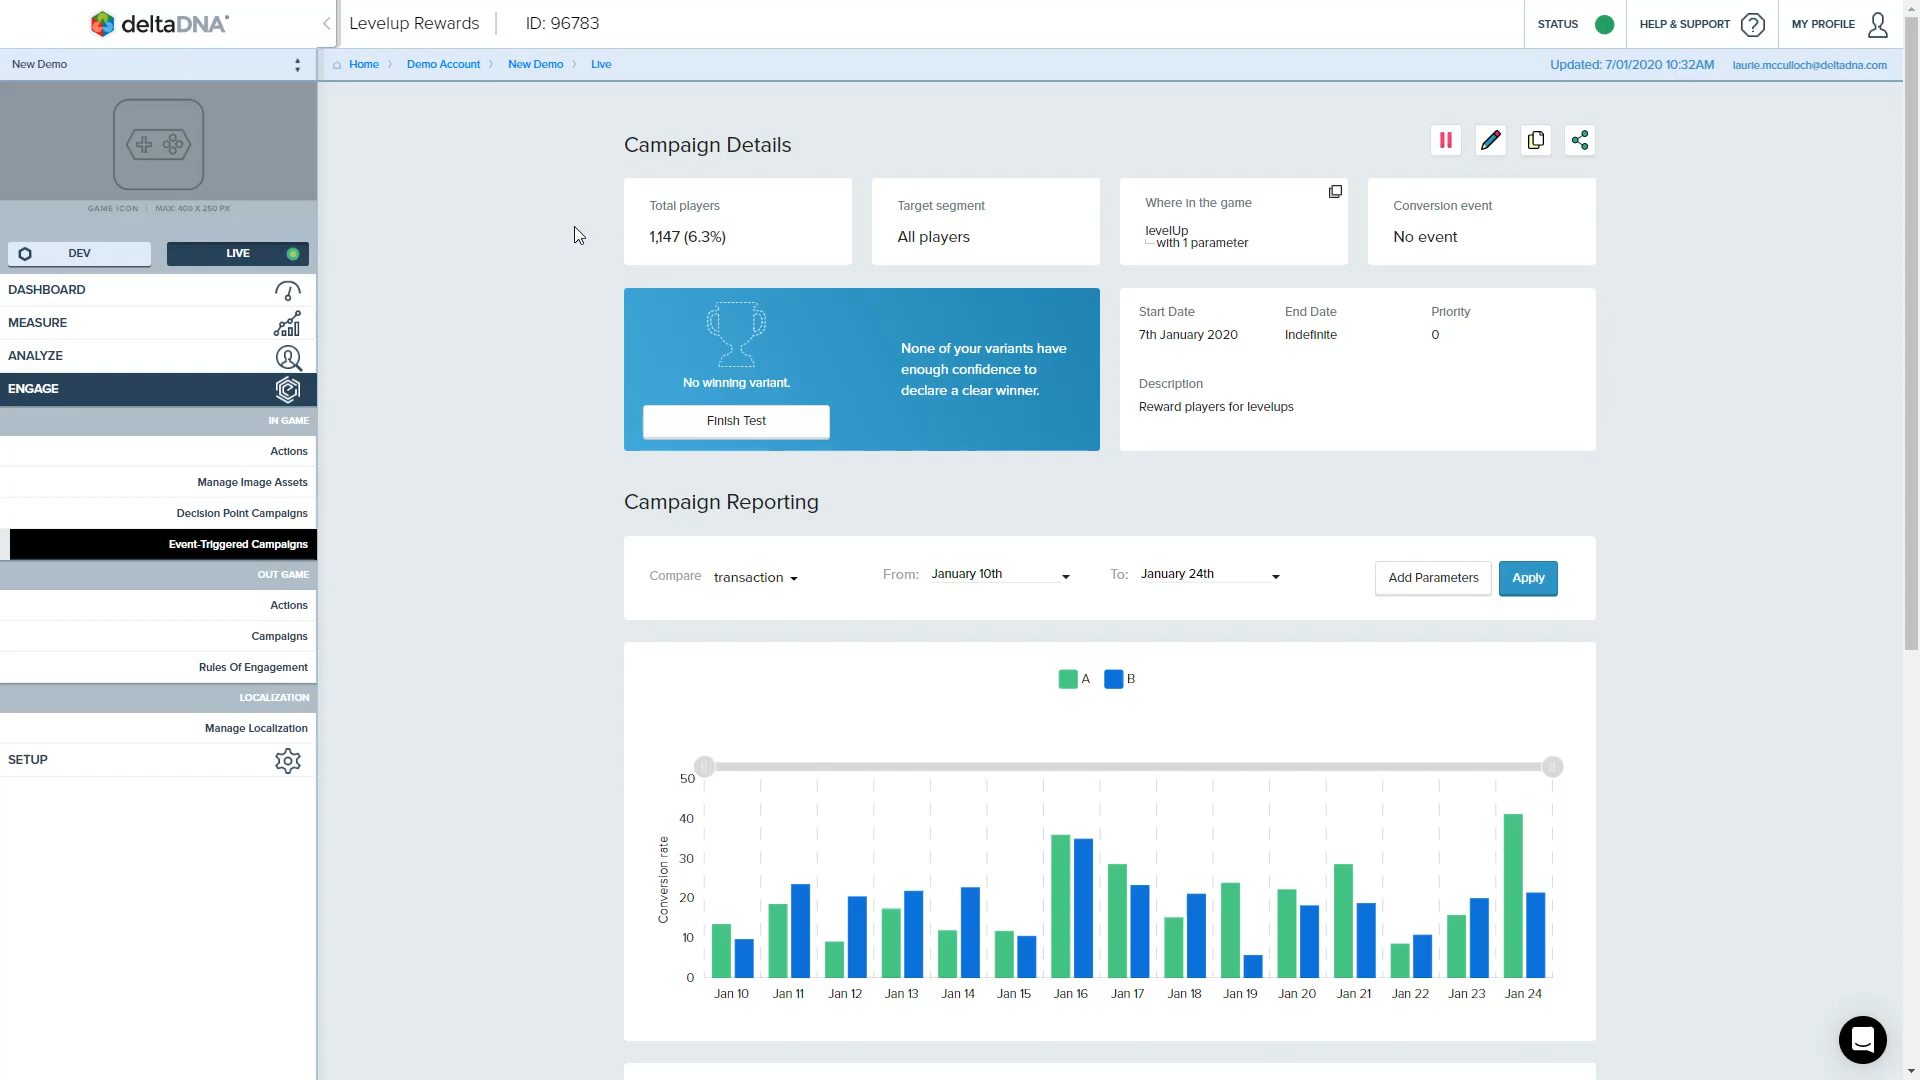 deltaDNA
Levelup Rewards
ID: 96783
STATUS
HELP & SUPPORT
MY PROFILE
New Demo
Home
Demo Account
New Demo
Live
Updated: 7/01/2020 10:32AM
laurie.mcculloch@deltadna.com
GAME ICON | MAX: 400 X 250 PX
DEV
LIVE
DASHBOARD
MEASURE
ANALYZE
ENGAGE
IN GAME
Actions
Manage Image Assets
Decision Point Campaigns
Event-Triggered Campaigns
OUT GAME
Actions
Campaigns
Rules Of Engagement
LOCALIZATION
Manage Localization
SETUP
Campaign Details
Total players
1,147 (6.3%)
Target segment
All players
Where in the game
levelUp
with 1 parameter
Conversion event
No event
No winning variant.
Finish Test
None of your variants have
enough confidence to
declare a clear winner.
Start Date
7th January 2020
End Date
Indefinite
Priority
0
Description
Reward players for levelups
Campaign Reporting
Compare transaction
From: January 10th
To: January 24th
Add Parameters
Apply
A
B
Conversion rate
50
40
30
20
10
0
Jan 10
Jan 11
Jan 12
Jan 13
Jan 14
Jan 15
Jan 16
Jan 17
Jan 18
Jan 19
Jan 20
Jan 21
Jan 22
Jan 23
Jan 24